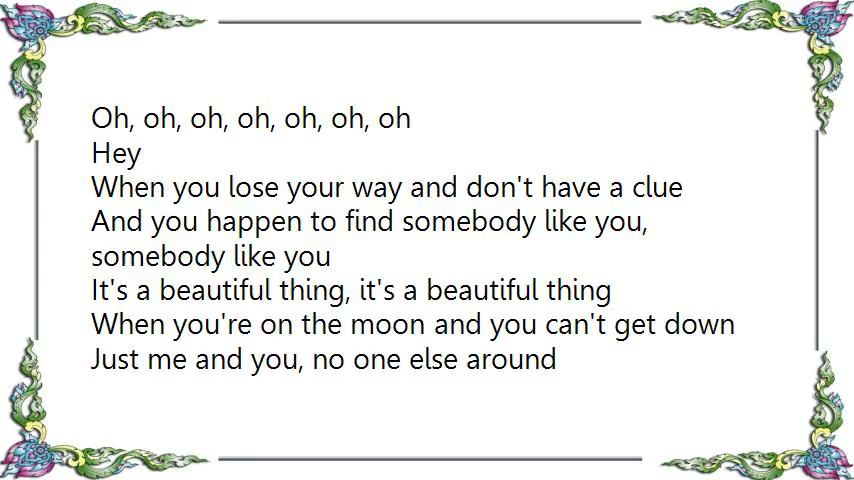 Oh, oh, oh, oh, oh, oh, oh
Hey
When you lose your way and don't have a clue
And you happen to find somebody like you,
somebody like you
It's a beautiful thing, it's a beautiful thing
When you're on the moon and you can't get down
Just me and you, no one else around